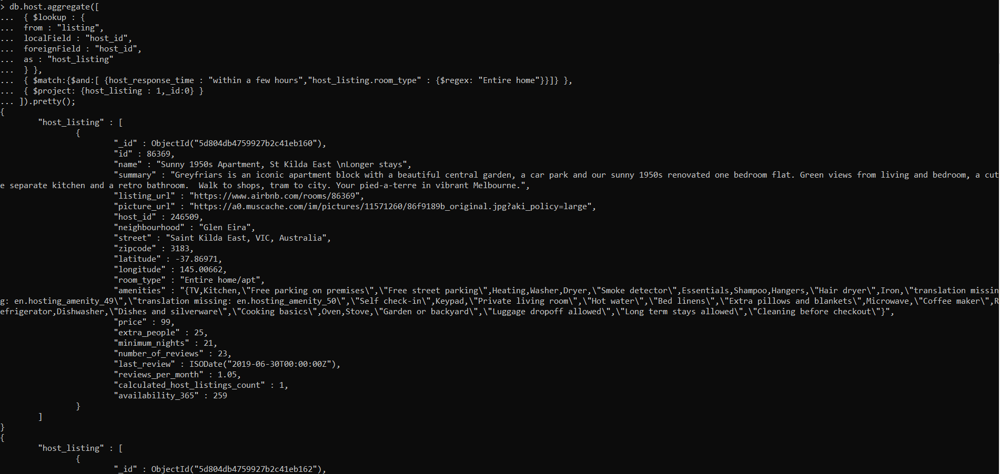 > db.host.aggregate([
... { $lookup : {
... from : "listing",
... localField : "host_id",
... foreignField : "host_id",
... as : "host_listing"
... } },
... { $match:{$and:[ {host_response_time : "within a few hours","host_listing.room_type" : {$regex: "Entire home"}}]} },
... { $project: {host_listing : 1,_id:0} }
... ]).pretty();
{
"host_listing" : [
{
"_id" : ObjectId("5d804db4759927b2c41eb160"),
"id" : 86369,
"name" : "Sunny 1950s Apartment, St Kilda East \nLonger stays",
"summary" : "Greyfriars is an iconic apartment block with a beautiful central garden, a car park and our sunny 1950s renovated one bedroom flat. Green views from living and bedroom, a cut
e separate kitchen and a retro bathroom.  Walk to shops, tram to city. Your pied-a-terre in vibrant Melbourne.",
"listing_url" : "https://www.airbnb.com/rooms/86369",
"picture_url" : "https://a0.muscache.com/im/pictures/11571260/86f9189b_original.jpg?aki_policy=large",
"host_id" : 246509,
"neighbourhood" : "Glen Eira",
"street" : "Saint Kilda East, VIC, Australia",
"zipcode" : 3183,
"latitude" : -37.86971,
"longitude" : 145.00662,
"room_type" : "Entire home/apt",
"amenities" : "{TV,Kitchen,\"Free parking on premises\",\"Free street parking\",Heating,Washer,Dryer,\"Smoke detector\",Essentials,Shampoo,Hangers,\"Hair dryer\",Iron,\"translation missin
g: en.hosting_amenity_49\",\"translation missing: en.hosting_amenity_50\",\"Self check-in\",Keypad,\"Private living room\",\"Hot water\",\"Bed linens\",\"Extra pillows and blankets\",Microwave,\"Coffee maker\",R
efrigerator,Dishwasher,\"Dishes and silverware\",\"Cooking basics\",Oven,Stove,\"Garden or backyard\",\"Luggage dropoff allowed\",\"Long term stays allowed\",\"Cleaning before checkout\"}",
"price" : 99,
"extra_people" : 25,
"minimum_nights" : 21,
"number_of_reviews" : 23,
"last_review" : ISODate("2019-06-30T00:00:00Z"),
"reviews_per_month" : 1.05,
"calculated_host_listings_count" : 1,
"availability_365" : 259
}
]
}
{
"host_listing" : [
{
"_id" : ObjectId("5d804db4759927b2c41eb162"),